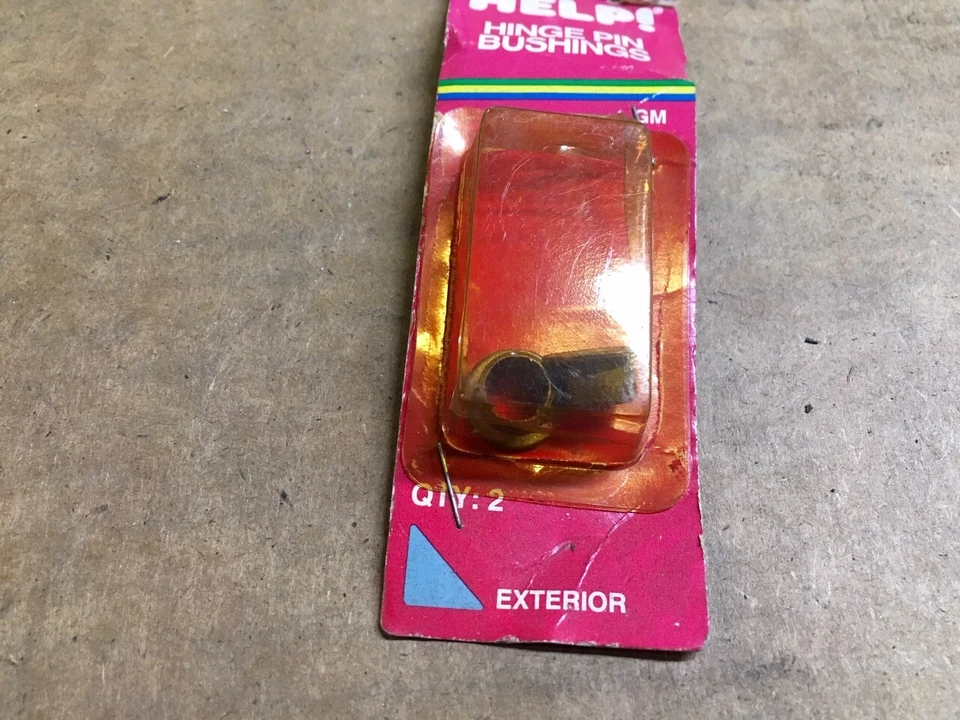 HELP!
HINGE PIN
BUSHINGS
GM
QTY: 2
EXTERIOR